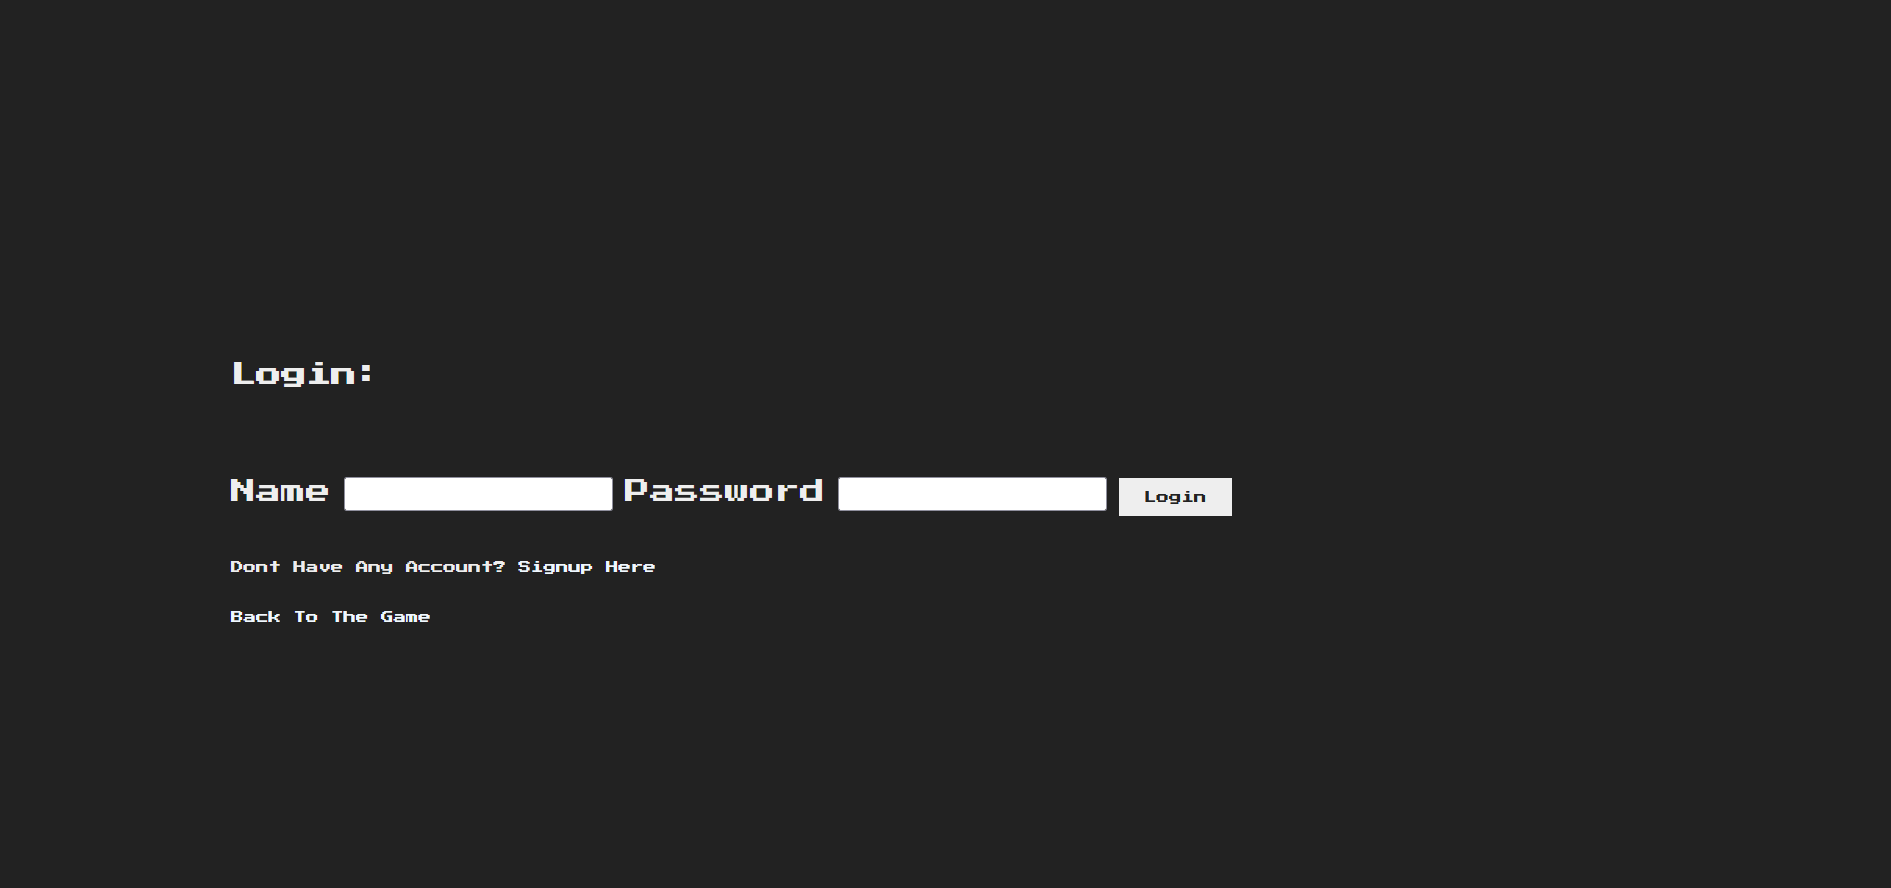 Login:
Name Password Login
Dont Have Any Account? Signup Here
Back To The Game